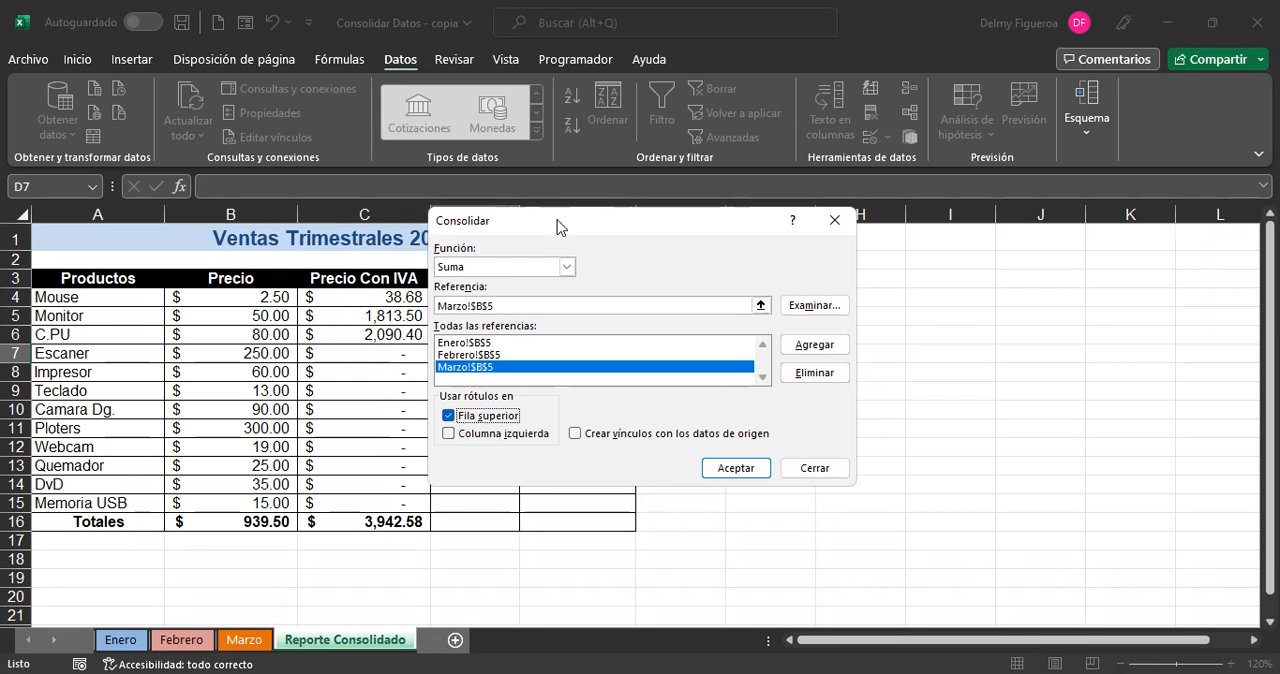 Autoguardado
Consolidar Datos - copia
Buscar (Alt+Q)
Delmy Figueroa DF
Archivo Inicio Insertar Disposición de página Fórmulas Datos Revisar Vista Programador Ayuda
Comentarios Compartir
Obtener datos
Actualizar todo
Consultas y conexiones
Propiedades
Editar vínculos
Cotizaciones Monedas
Ordenar
Filtro
Borrar
Volver a aplicar
Avanzadas
Texto en columnas
Análisis de hipótesis
Previsión
Esquema
Obtener y transformar datos Consultas y conexiones Tipos de datos Ordenar y filtrar Herramientas de datos Previsión
D7 fx
A B C H I J K L
1 Ventas Trimestrales 20
2
3 Productos Precio Precio Con IVA
4 Mouse $ 2.50 $ 38.68
5 Monitor $ 50.00 $ 1,813.50
6 C.PU $ 80.00 $ 2,090.40
7 Escaner $ 250.00 $ -
8 Impresor $ 60.00 $ -
9 Teclado $ 13.00 $ -
10 Camara Dg. $ 90.00 $ -
11 Ploters $ 300.00 $ -
12 Webcam $ 19.00 $ -
13 Quemador $ 25.00 $ -
14 DvD $ 35.00 $ -
15 Memoria USB $ 15.00 $ -
16 Totales $ 939.50 $ 3,942.58
17
18
19
20
21
Consolidar ?
Función:
Suma
Referencia:
Marzo!$B$5 Examinar...
Todas las referencias:
Enero!$B$5
Febrero!$B$5
Marzo!$B$5
Agregar
Eliminar
Usar rótulos en
Fila superior
Columna izquierda Crear vínculos con los datos de origen
Aceptar Cerrar
Enero Febrero Marzo Reporte Consolidado
Listo Accesibilidad: todo correcto 120%